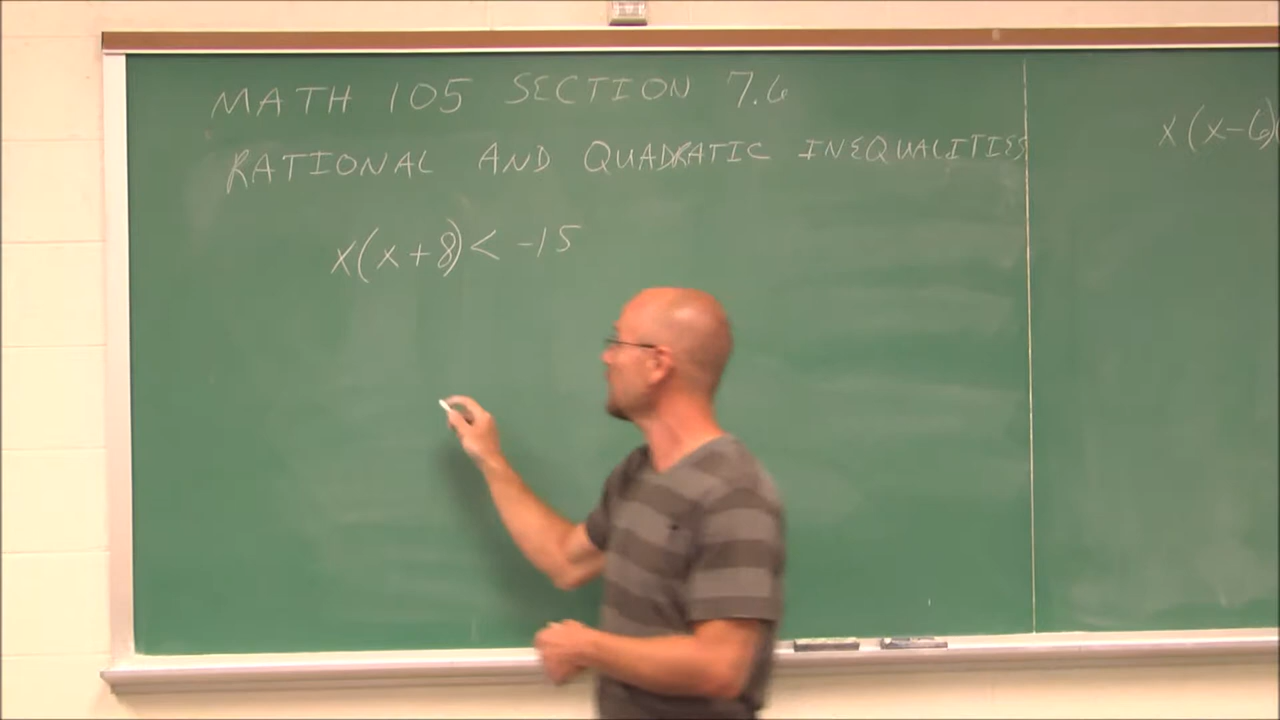 MATH 105 SECTION 7.6
RATIONAL AND QUADRATIC INEQUALITIES
x(x+8)< -15
x(x-6)